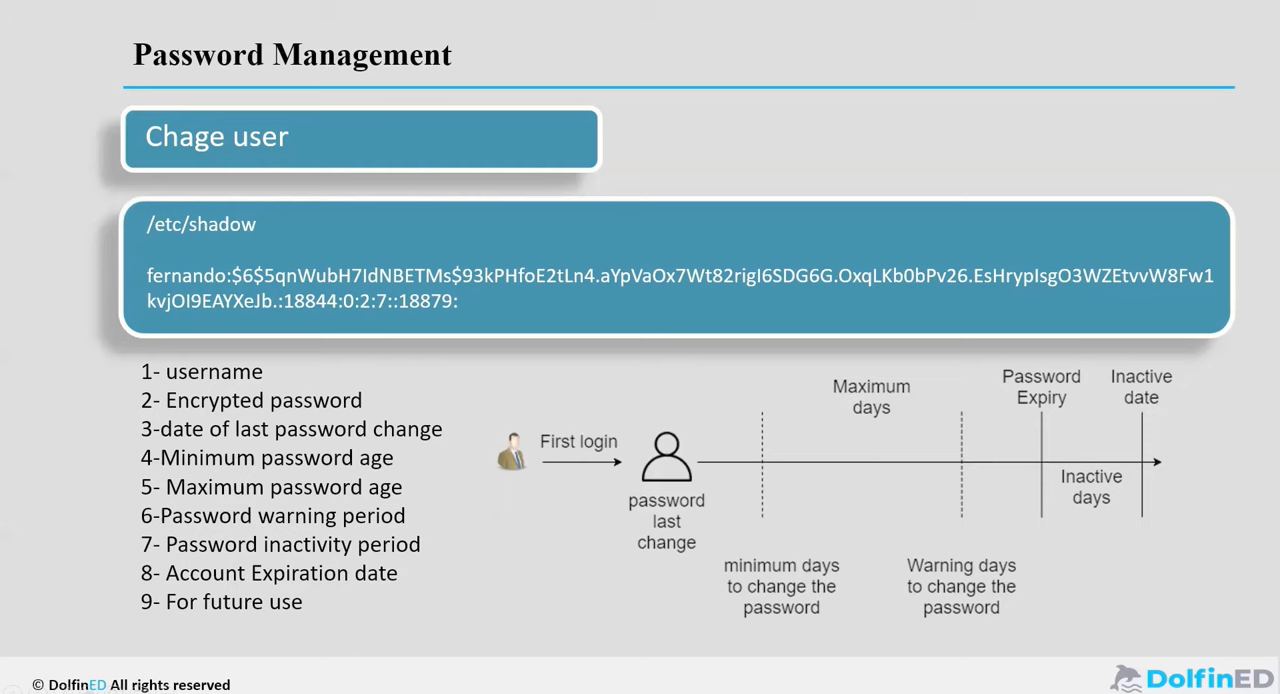 Password Management
Chage user
/etc/shadow
fernando:$6$5qnWubH7IdNBETMs$93kPHfoE2tLn4.aYpVaOx7Wt82rigI6SDG6G.OxqLKb0bPv26.EsHrypIsgO3WZEtvvW8Fw1
kvjOI9EAYXeJb.:18844:0:2:7::18879:
1- username
2- Encrypted password
3-date of last password change
4-Minimum password age
5- Maximum password age
6-Password warning period
7- Password inactivity period
8- Account Expiration date
9- For future use
First login
password
last
change
minimum days
to change the
password
Maximum
days
Warning days
to change the
password
Password
Expiry
Inactive
days
Inactive
date
© DolfinED All rights reserved
DolfinED